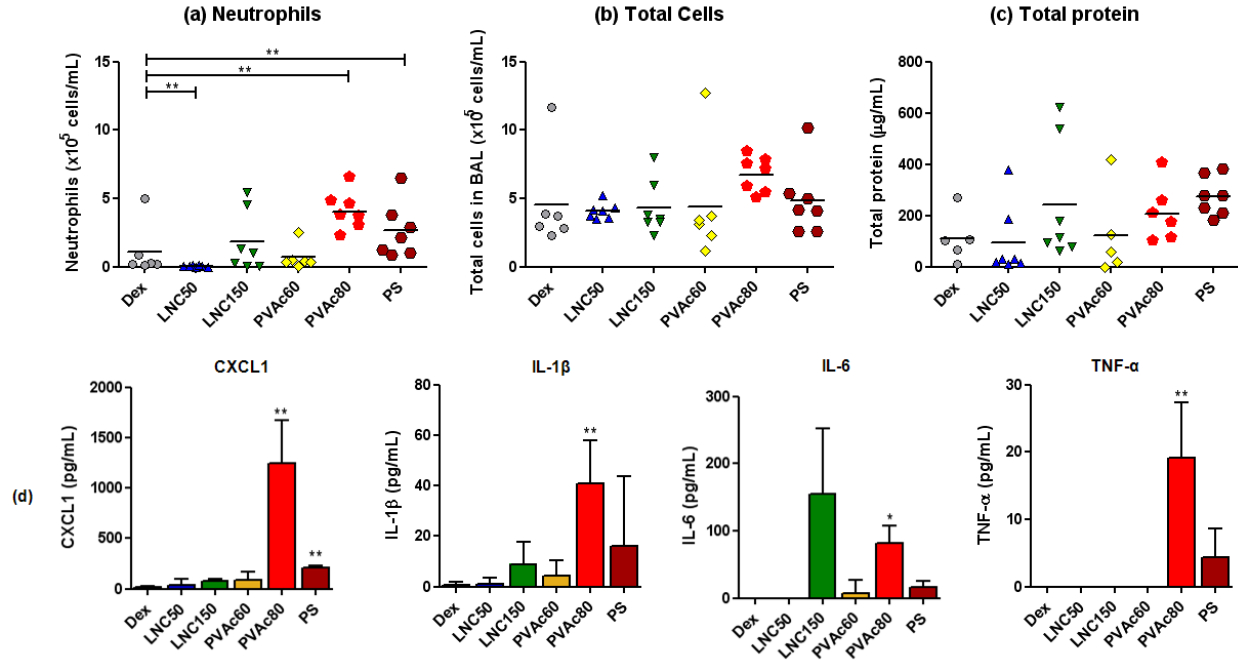 (a) Neutrophils
Neutrophils (x10⁵ cells/mL)
15
10
5
0
**
**
**
Dex
LNC50
LNC150
PVAc60
PVAc80
PS
(b) Total Cells
Total cells in BAL (x10⁵ cells/mL)
15
10
5
0
Dex
LNC50
LNC150
PVAc60
PVAc80
PS
(c) Total protein
Total protein (µg/mL)
800
600
400
200
0
Dex
LNC50
LNC150
PVAc60
PVAc80
PS
(d)
CXCL1
CXCL1 (pg/mL)
2000
1500
1000
500
0
**
**
Dex
LNC50
LNC150
PVAc60
PVAc80
PS
IL-1β
IL-1β (pg/mL)
80
60
40
20
0
**
Dex
LNC50
LNC150
PVAc60
PVAc80
PS
IL-6
IL-6 (pg/mL)
300
200
100
0
*
Dex
LNC50
LNC150
PVAc60
PVAc80
PS
TNF-α
TNF-α (pg/mL)
30
20
10
0
**
Dex
LNC50
LNC150
PVAc60
PVAc80
PS